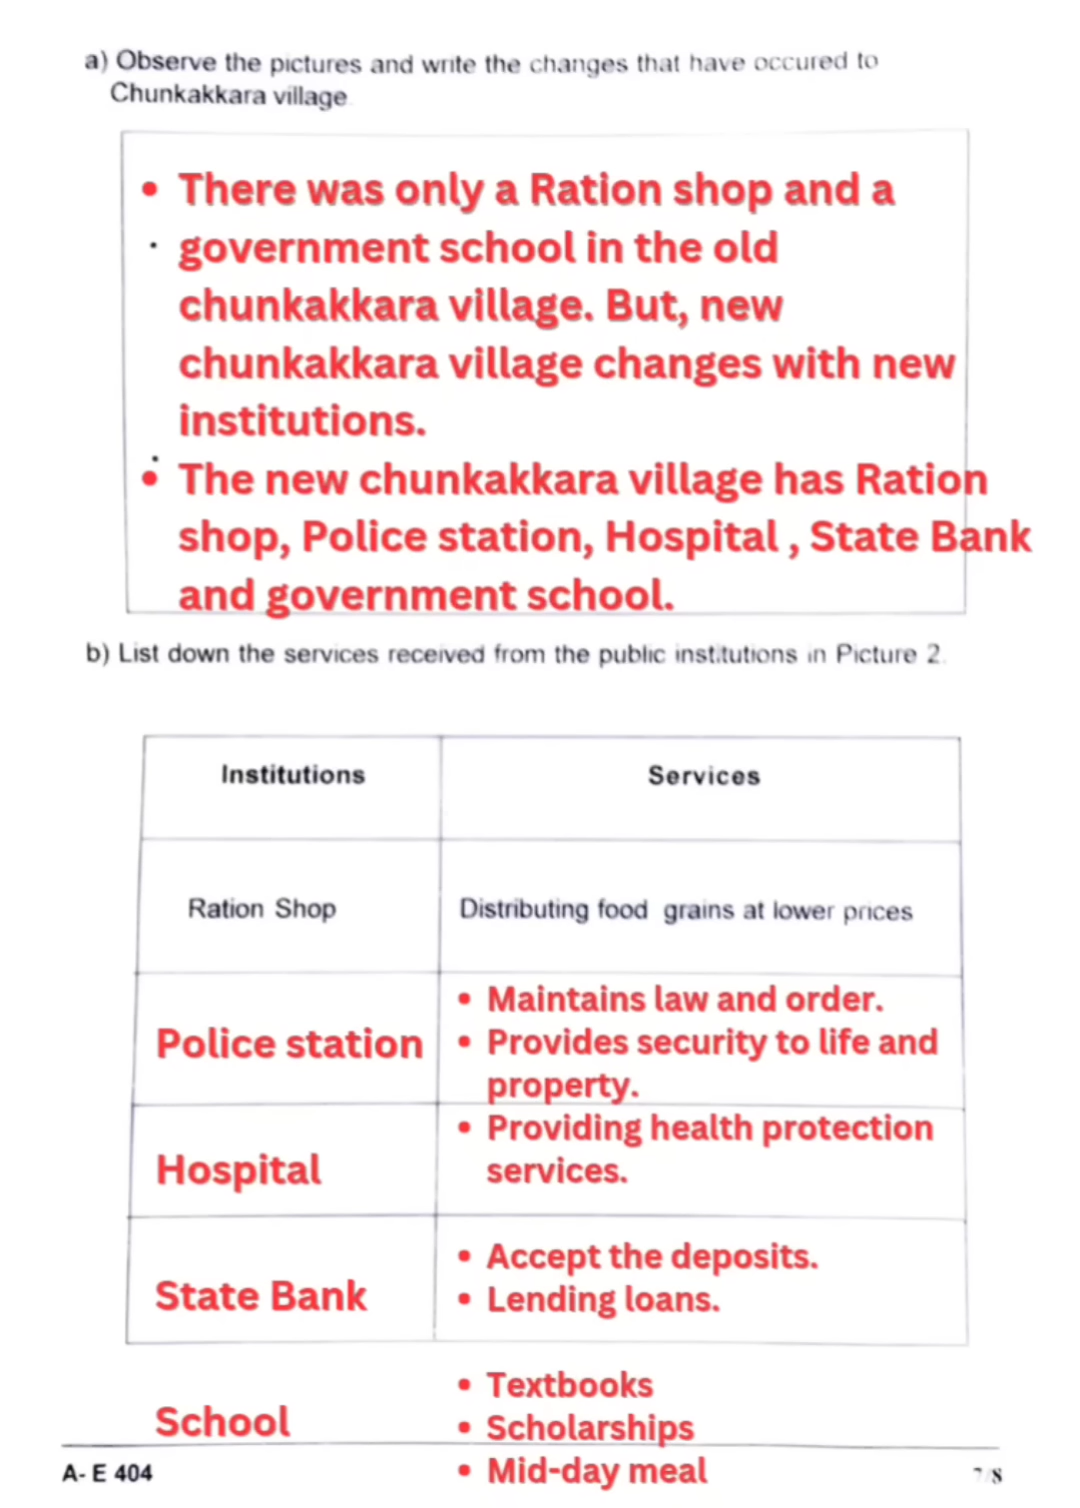 a) Observe the pictures and write the changes that have occured to
Chunkakkara village.
• There was only a Ration shop and a
government school in the old
chunkakkara village. But, new
chunkakkara village changes with new
institutions.
• The new chunkakkara village has Ration
shop, Police station, Hospital , State Bank
and government school.
b) List down the services received from the public institutions in Picture 2.
Institutions
Services
Ration Shop
Distributing food grains at lower prices
Police station
• Maintains law and order.
• Provides security to life and
property.
Hospital
• Providing health protection
services.
State Bank
• Accept the deposits.
• Lending loans.
School
• Textbooks
• Scholarships
• Mid-day meal
A- E 404
7/8